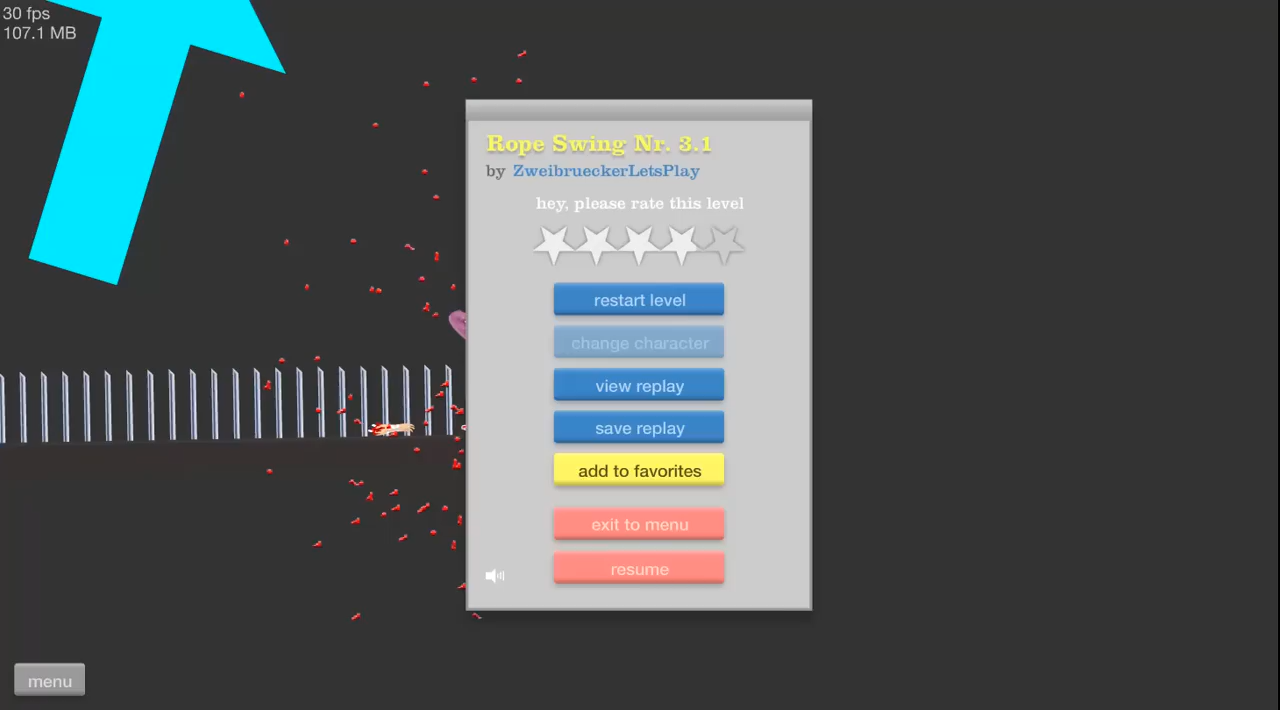 30 fps
107.1 MB
Rope Swing Nr. 3.1
by ZweibrueckerLetsPlay
hey, please rate this level
restart level
change character
view replay
save replay
add to favorites
exit to menu
resume
menu